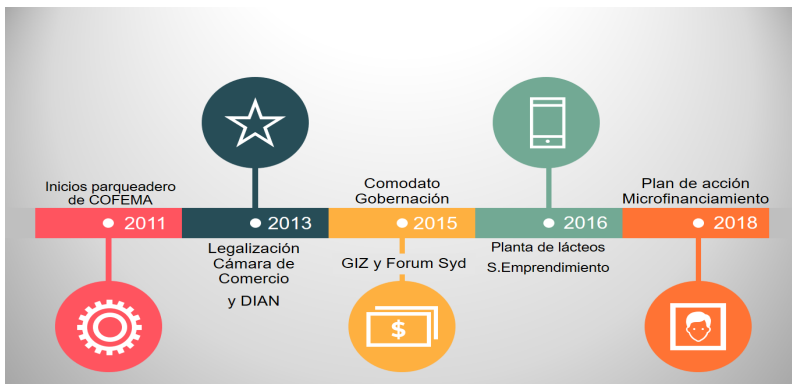 Inicios parqueadero
de COFEMA
2011
2013
Legalización
Cámara de
Comercio
y DIAN
Comodato
Gobernación
2015
GIZ y Forum Syd
$
2016
Planta de lácteos
S.Emprendimiento
Plan de acción
Microfinanciamiento
2018